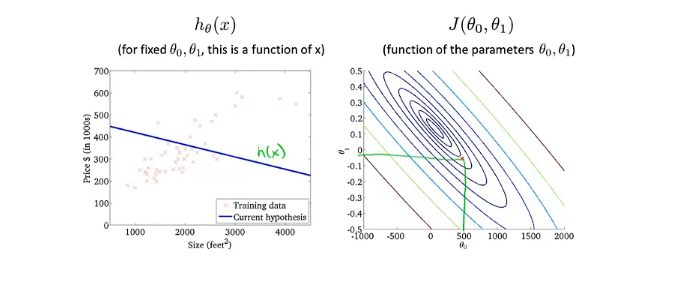 hθ(x)
(for fixed θ₀, θ₁, this is a function of x)
700
600
500
400
300
200
100
0
Price $ (in 1000s)
1000
2000
3000
4000
Size (feet²)
h(x)
Training data
Current hypothesis
J(θ₀, θ₁)
(function of the parameters θ₀, θ₁)
0.5
0.4
0.3
0.2
0.1
0
-0.1
-0.2
-0.3
-0.4
-0.5
θ₁
-1000
-500
0
500
1000
1500
2000
θ₀